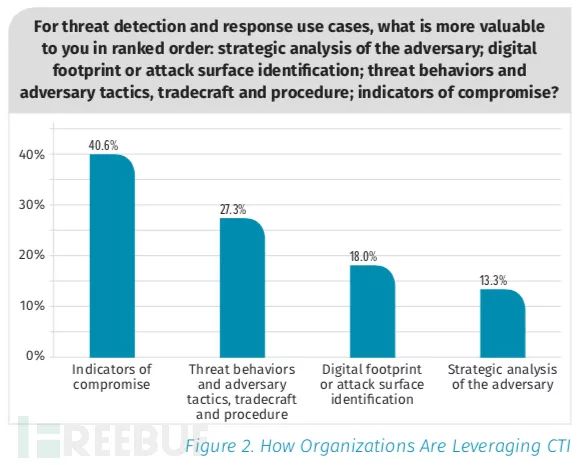 For threat detection and response use cases, what is more valuable
to you in ranked order: strategic analysis of the adversary; digital
footprint or attack surface identification; threat behaviors and
adversary tactics, tradecraft and procedure; indicators of compromise?
40%
30%
20%
10%
0%
40.6%
27.3%
18.0%
13.3%
Indicators of
compromise
Threat behaviors
and adversary
tactics, tradecraft
and procedure
Digital footprint
or attack surface
identification
Strategic analysis
of the adversary
REEBUF
Figure 2. How Organizations Are Leveraging CTI